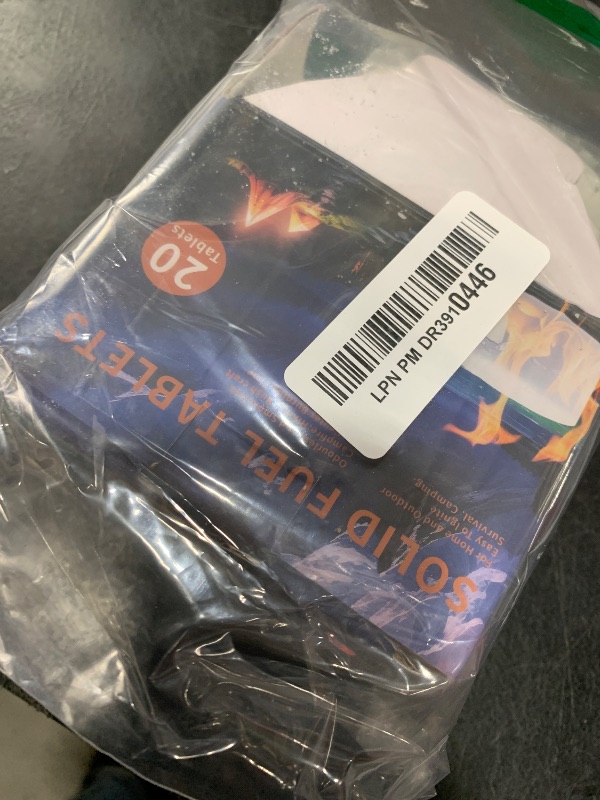 LPN PM DR3910446
SOLID FUEL TABLETS
20
Tablets
For Home and Outdoor
Easy To Ignite
Survival, Camping,